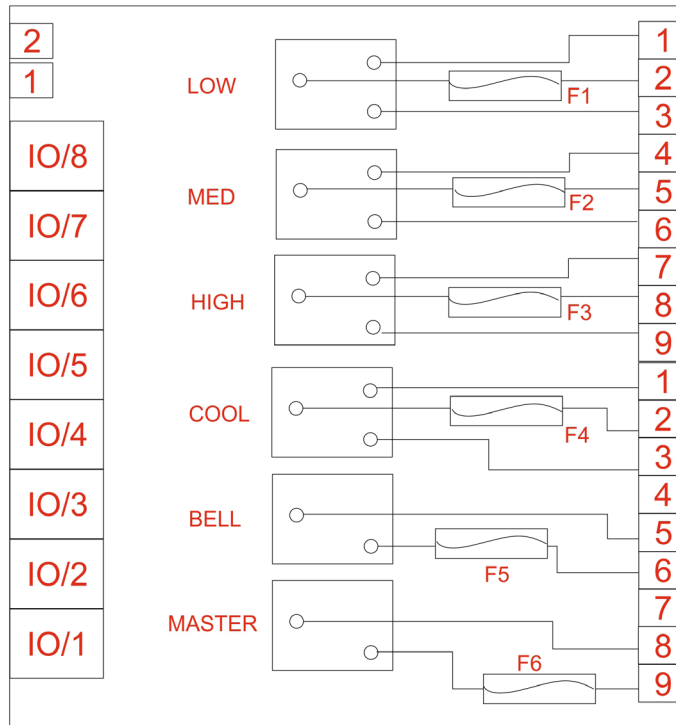 2
1
IO/8
IO/7
IO/6
IO/5
IO/4
IO/3
IO/2
IO/1
LOW
MED
HIGH
COOL
BELL
MASTER
F1
F2
F3
F4
F5
F6
1
2
3
4
5
6
7
8
9
1
2
3
4
5
6
7
8
9